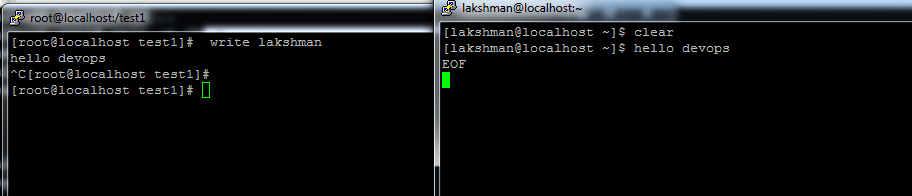 root@localhost:/test1
[root@localhost test1]#  write lakshman
hello devops
^C[root@localhost test1]#
[root@localhost test1]#
lakshman@localhost:~
[lakshman@localhost ~]$ clear
[lakshman@localhost ~]$ hello devops
EOF